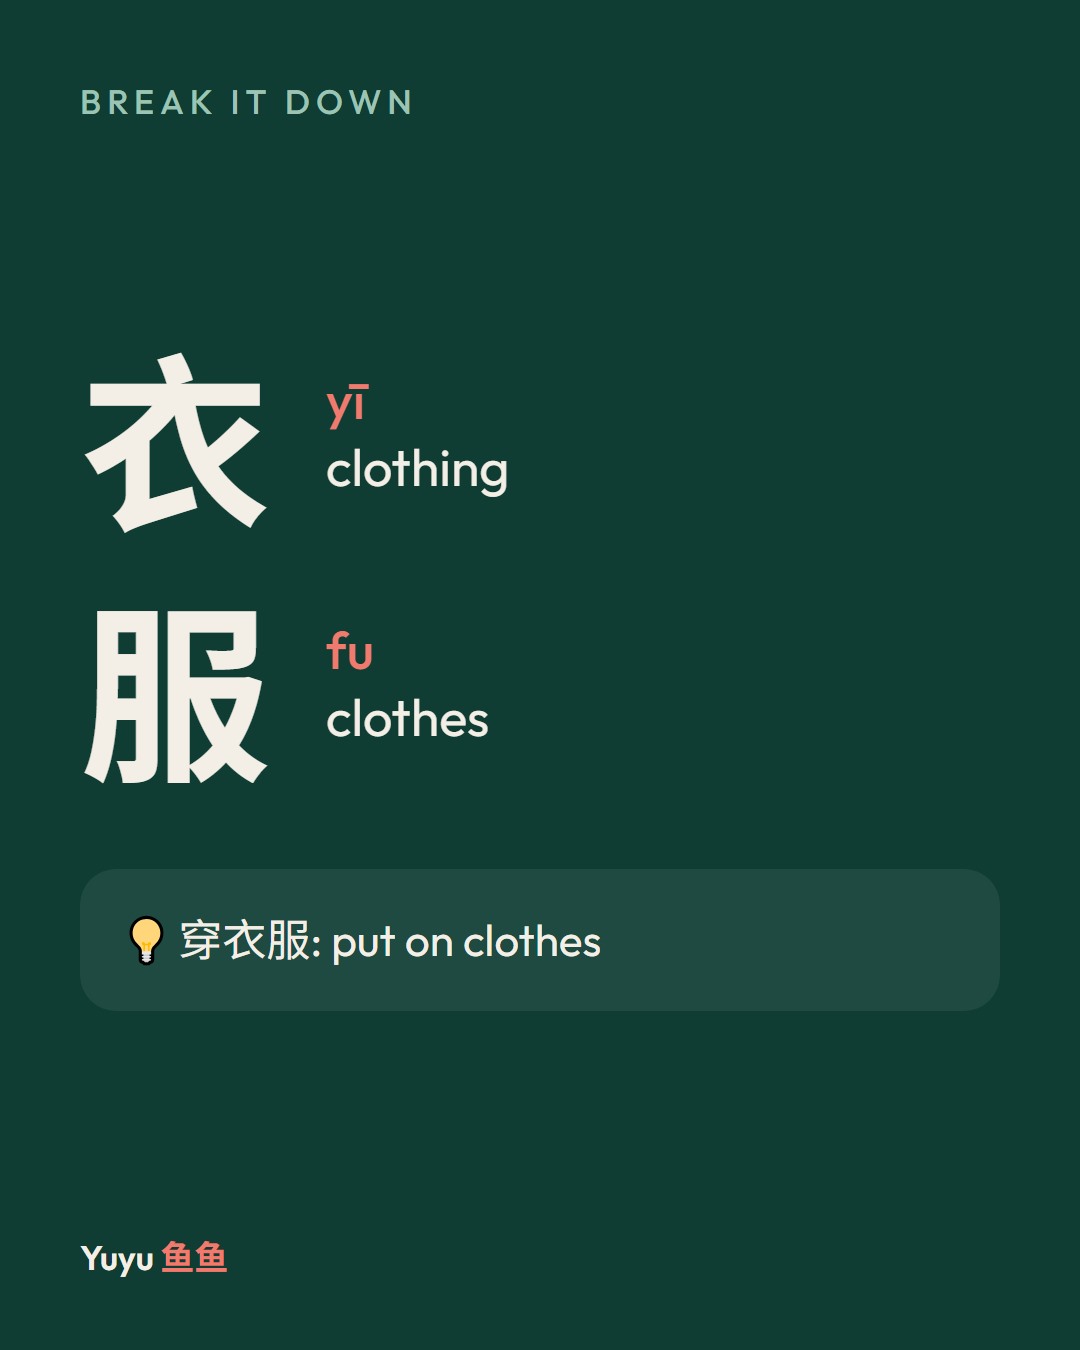 BREAK IT DOWN
衣
yī
clothing
服
fu
clothes
💡 穿衣服: put on clothes
Yuyu 鱼鱼